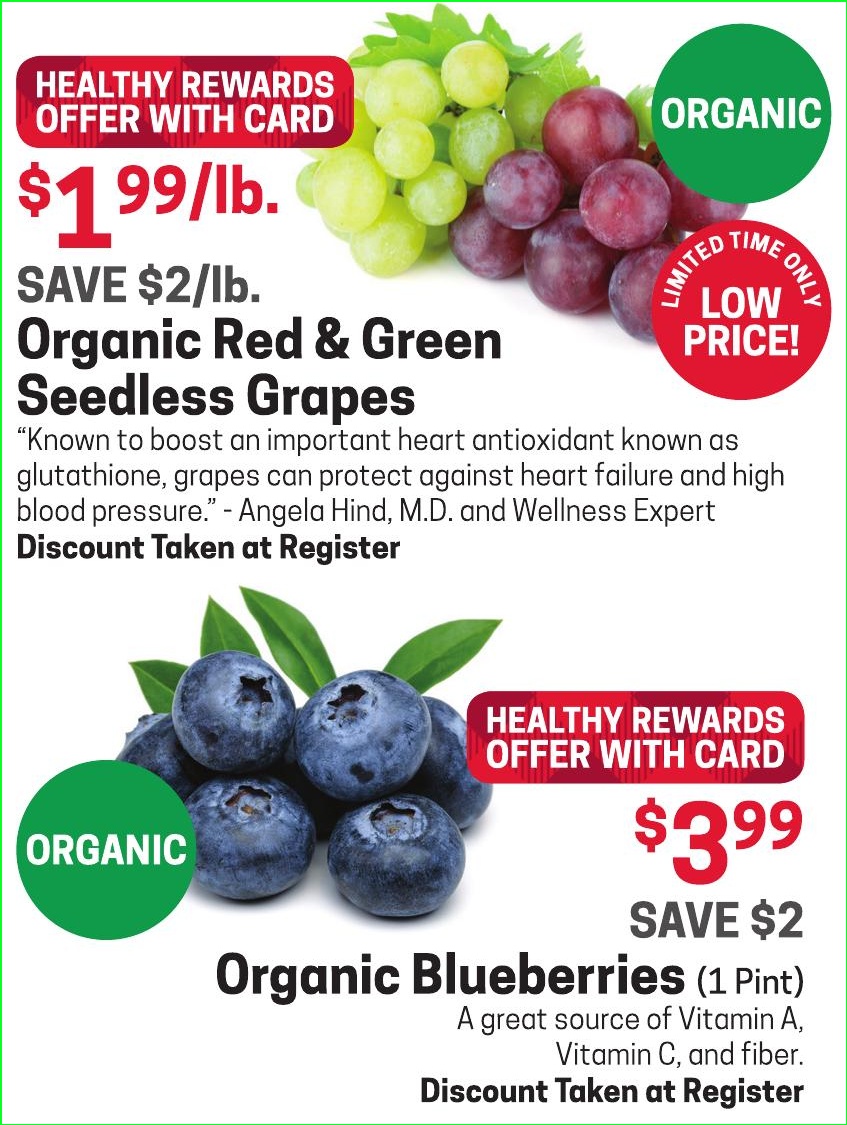 HEALTHY REWARDS
OFFER WITH CARD
ORGANIC
$1 99/lb.
SAVE $2/lb.
LIMITED TIME ONLY
LOW
PRICE!
Organic Red & Green
Seedless Grapes
“Known to boost an important heart antioxidant known as
glutathione, grapes can protect against heart failure and high
blood pressure.” - Angela Hind, M.D. and Wellness Expert
Discount Taken at Register
HEALTHY REWARDS
OFFER WITH CARD
ORGANIC
$3 99
SAVE $2
Organic Blueberries (1 Pint)
A great source of Vitamin A,
Vitamin C, and fiber.
Discount Taken at Register